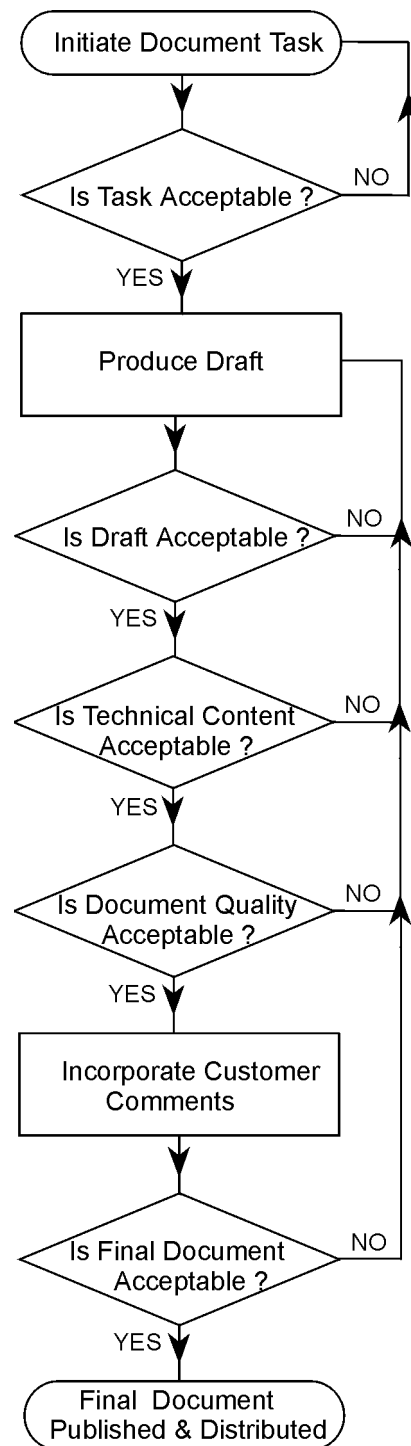 Initiate Document Task
Is Task Acceptable ?
NO
YES
Produce Draft
Is Draft Acceptable ?
NO
YES
Is Technical Content
Acceptable ?
NO
YES
Is Document Quality
Acceptable ?
NO
YES
Incorporate Customer
Comments
Is Final Document
Acceptable ?
NO
YES
Final Document
Published & Distributed